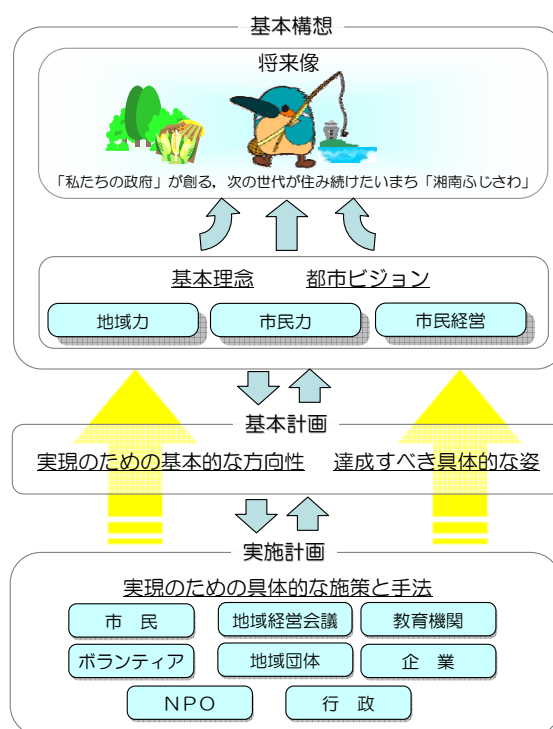 基本構想
将来像
「私たちの政府」が創る，次の世代が住み続けたいまち「湘南ふじさわ」
基本理念 都市ビジョン
地域力 市民力 市民経営
基本計画
実現のための基本的な方向性 達成すべき具体的な姿
実施計画
実現のための具体的な施策と手法
市　民 地域経営会議 教育機関
ボランティア 地域団体 企　業
ＮＰＯ 行　政